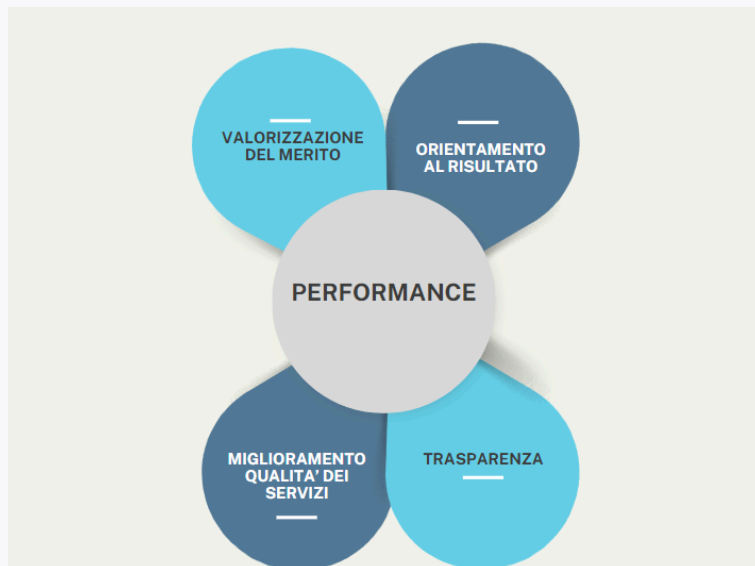 VALORIZZAZIONE
DEL MERITO
ORIENTAMENTO
AL RISULTATO
PERFORMANCE
MIGLIORAMENTO
QUALITA’ DEI
SERVIZI
TRASPARENZA